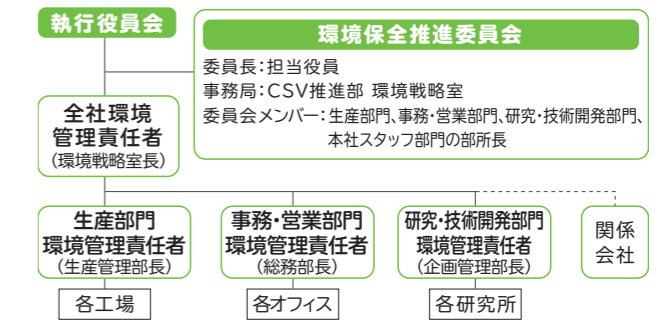 執行役員会
環境保全推進委員会
委員長：担当役員
事務局：CSV推進部 環境戦略室
委員会メンバー：生産部門、事務・営業部門、研究・技術開発部門、
本社スタッフ部門の部所長
全社環境
管理責任者
（環境戦略室長）
生産部門
環境管理責任者
（生産管理部長）
各工場
事務・営業部門
環境管理責任者
（総務部長）
各オフィス
研究・技術開発部門
環境管理責任者
（企画管理部長）
各研究所
関係
会社